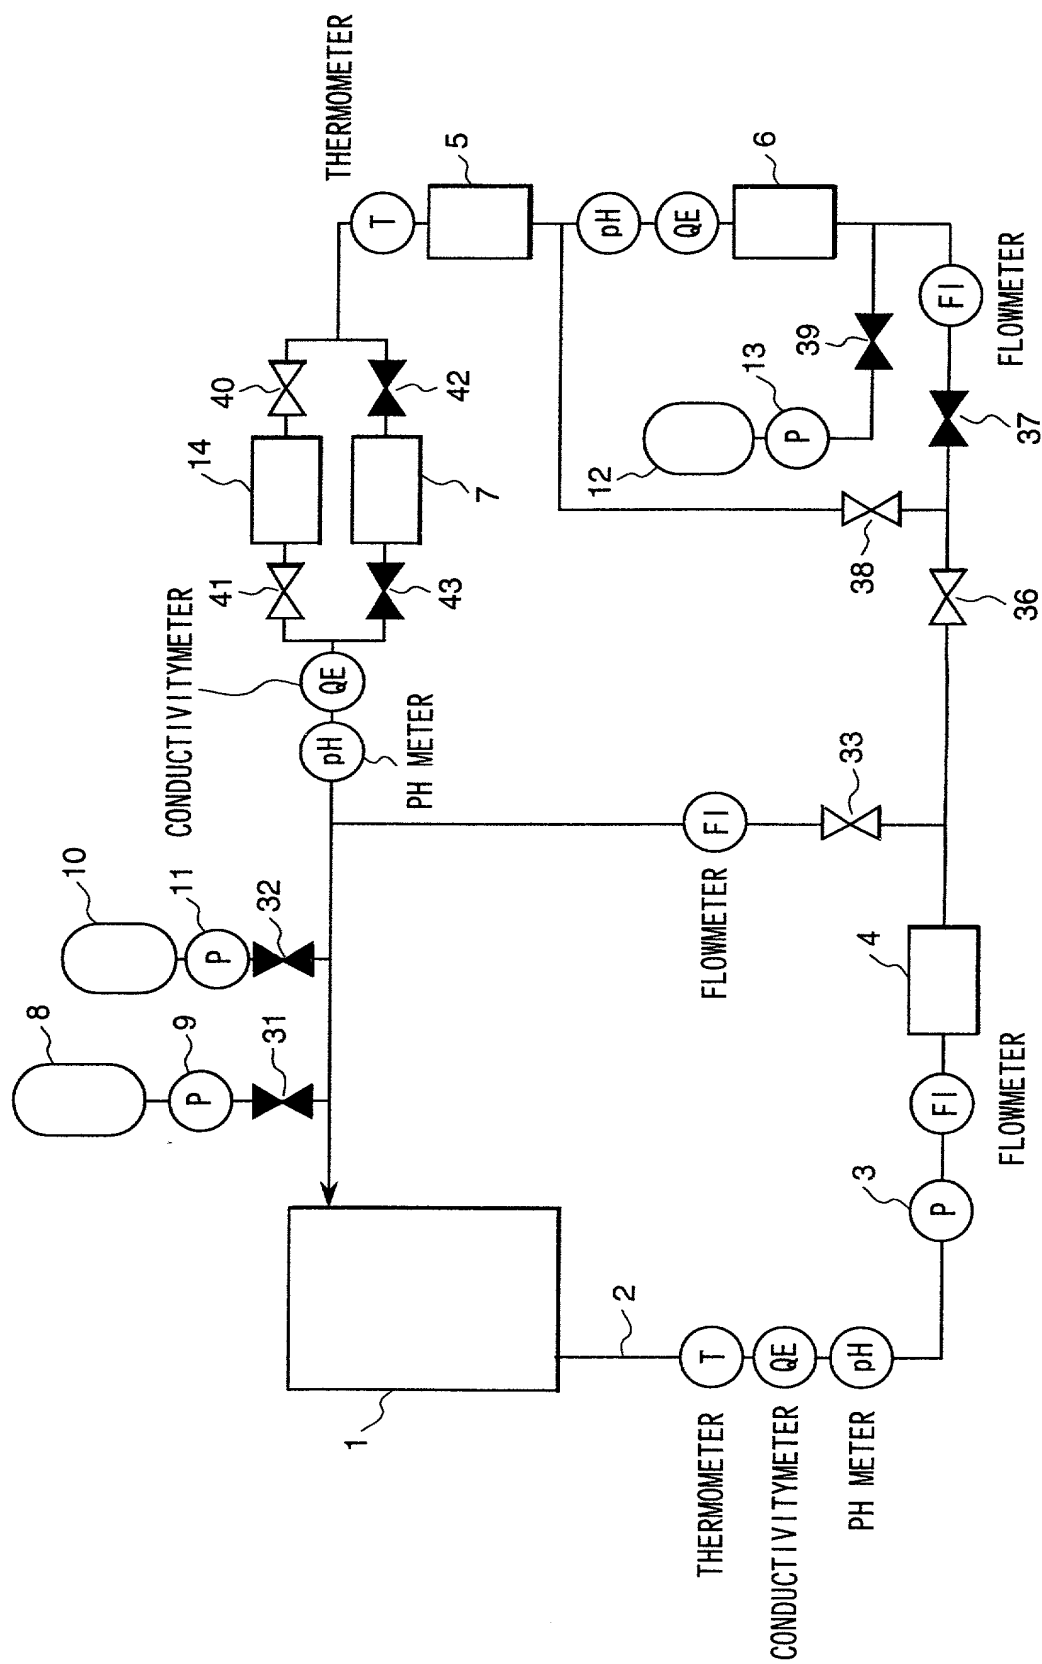 THERMOMETER
T
5
pH
QE
6
FI
FLOWMETER
40
42
14
7
41
43
12
13
P
39
37
38
36
CONDUCTIVITYMETER
QE
pH
PH METER
10
11
P
32
8
9
P
31
33
FI
FLOWMETER
4
FI
FLOWMETER
3
P
1
2
T
QE
pH
THERMOMETER
CONDUCTIVITYMETER
PH METER